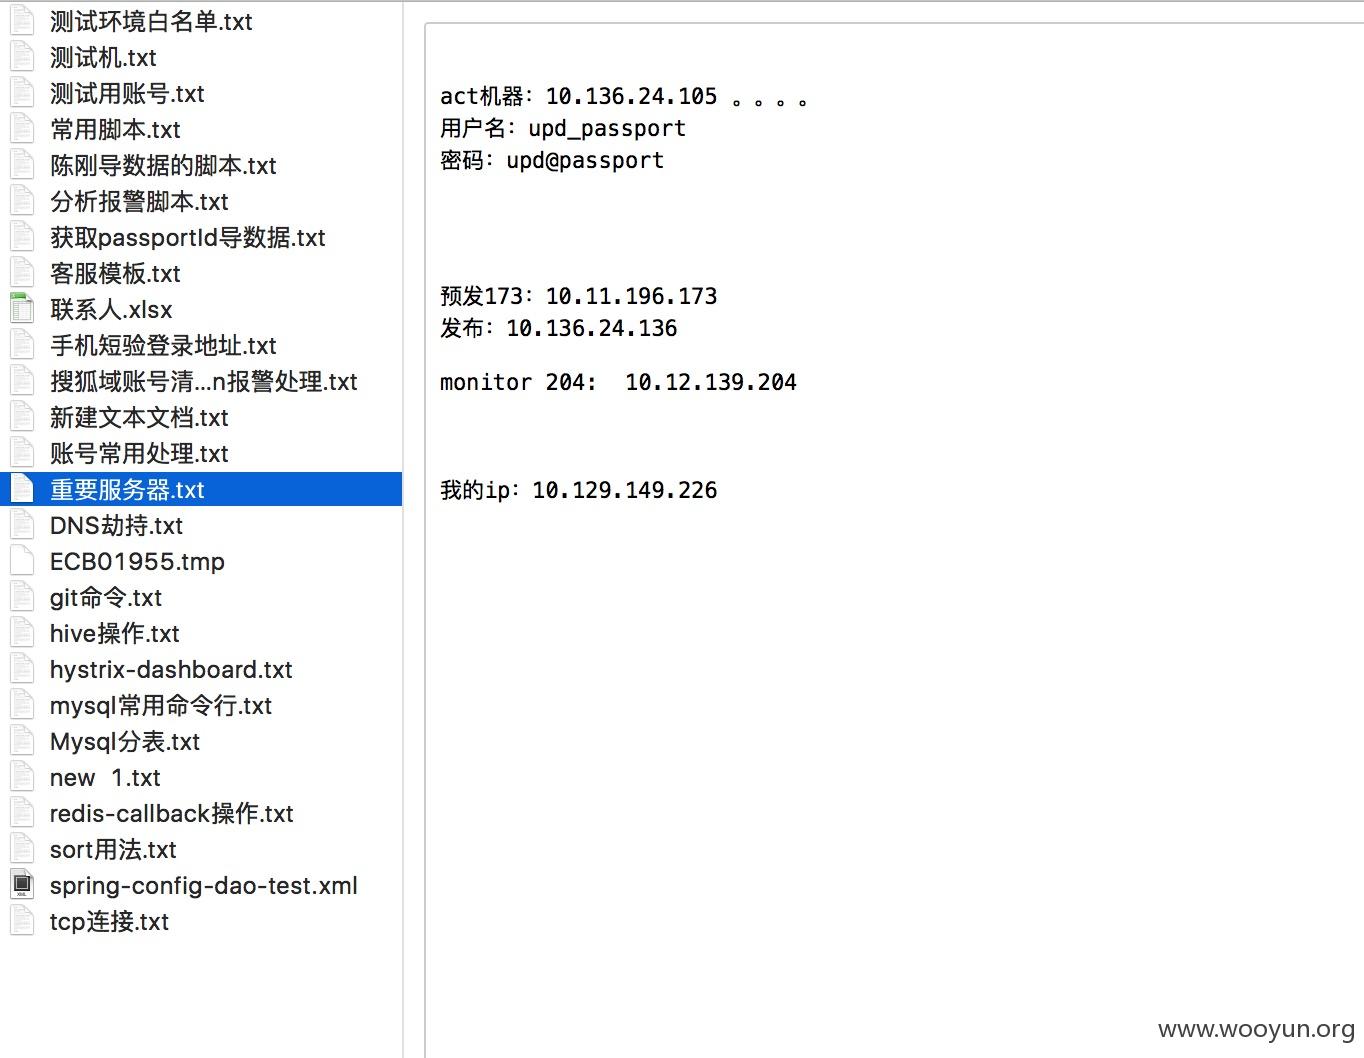 测试环境白名单.txt
测试机.txt
测试用账号.txt
常用脚本.txt
陈刚导数据的脚本.txt
分析报警脚本.txt
获取passportId导数据.txt
客服模板.txt
联系人.xlsx
手机短验登录地址.txt
搜狐域账号清...n报警处理.txt
新建文本文档.txt
账号常用处理.txt
重要服务器.txt
DNS劫持.txt
ECB01955.tmp
git命令.txt
hive操作.txt
hystrix-dashboard.txt
mysql常用命令行.txt
Mysql分表.txt
new 1.txt
redis-callback操作.txt
sort用法.txt
spring-config-dao-test.xml
tcp连接.txt
act机器：10.136.24.105 。。。。
用户名：upd_passport
密码：upd@passport
预发173：10.11.196.173
发布：10.136.24.136
monitor 204: 10.12.139.204
我的ip：10.129.149.226
www.wooyun.org